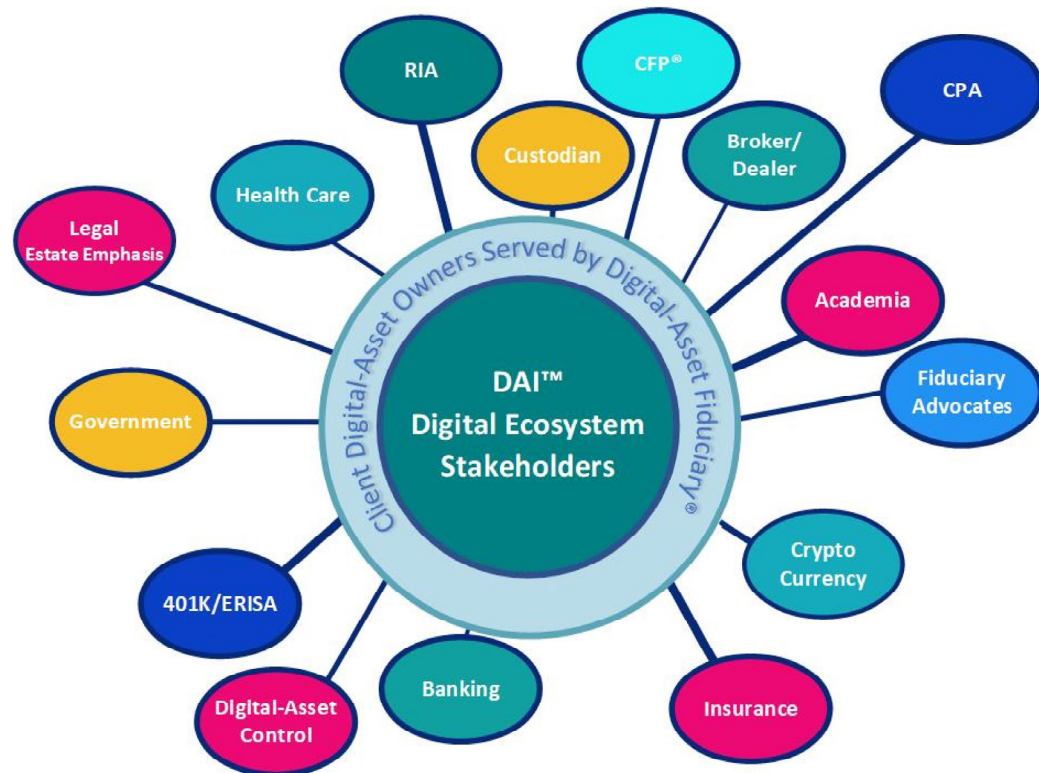 RIA
CFP®
CPA
Custodian
Broker/
Dealer
Health Care
Legal
Estate Emphasis
Client Digital-Asset Owners Served by Digital-Asset Fiduciary®
Academia
Fiduciary
Advocates
DAI™
Digital Ecosystem
Stakeholders
Government
Crypto
Currency
401K/ERISA
Banking
Digital-Asset
Control
Insurance